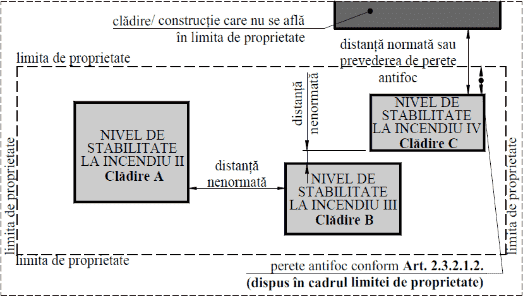 clădire/ construcție care nu se află
în limita de proprietate
limita de proprietate
distanță normată sau
prevedere de perete
antifoc
distanță
nenormată
NIVEL DE
STABILITATE
LA INCENDIU IV
Clădire C
NIVEL DE
STABILITATE
LA INCENDIU II
Clădire A
distanță
nenormată
NIVEL DE
STABILITATE
LA INCENDIU III
Clădire B
limita de proprietate
limita de proprietate
limita de proprietate
perete antifoc conform Art. 2.3.2.1.2.
(dispus în cadrul limitei de proprietate)